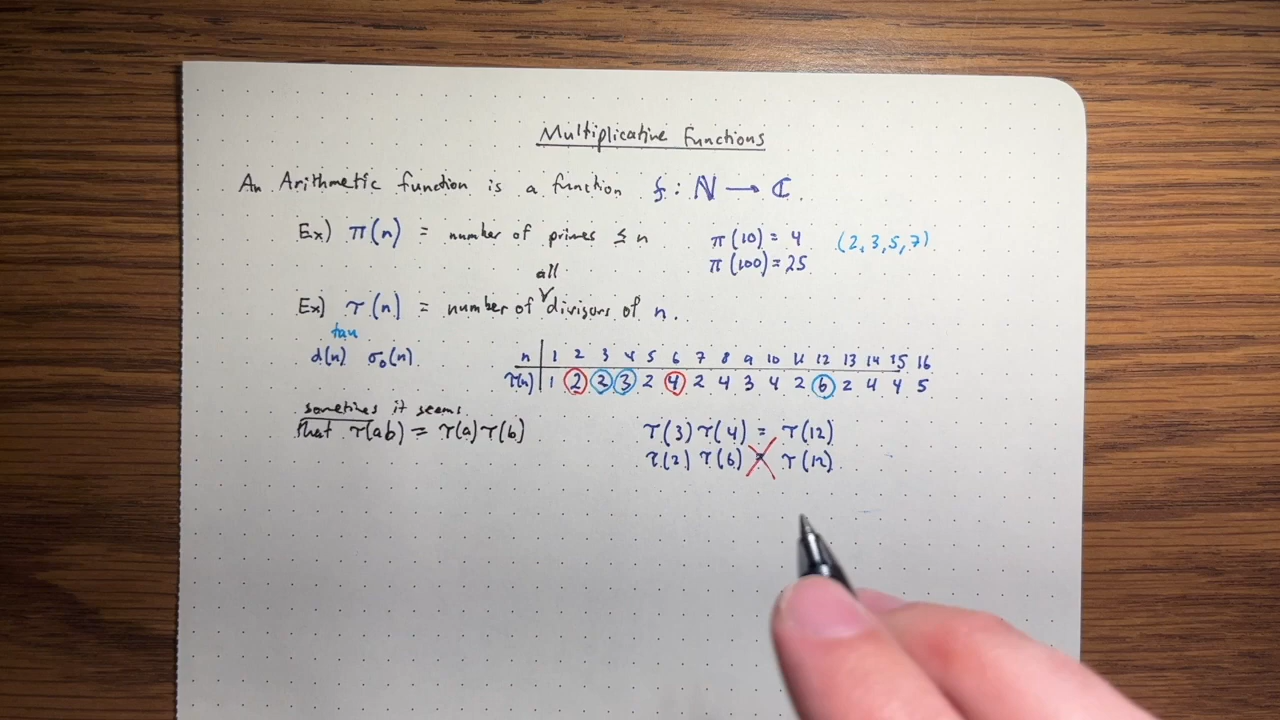 Multiplicative Functions
An Arithmetic function is a function f : ℕ → ℂ.
Ex) π(n) = number of primes ≤ n π(10) = 4 (2,3,5,7)
π(100) = 25
all
Ex) τ(n) = number of divisors of n.
tau
d(n) σ₀(n)
n 1 2 3 4 5 6 7 8 9 10 11 12 13 14 15 16
τ(n) 1 2 2 3 2 4 2 4 3 4 2 6 2 4 4 5
sometimes it seems
that τ(ab) = τ(a)τ(b) τ(3) τ(4) = τ(12)
τ(2) τ(6) = τ(12)